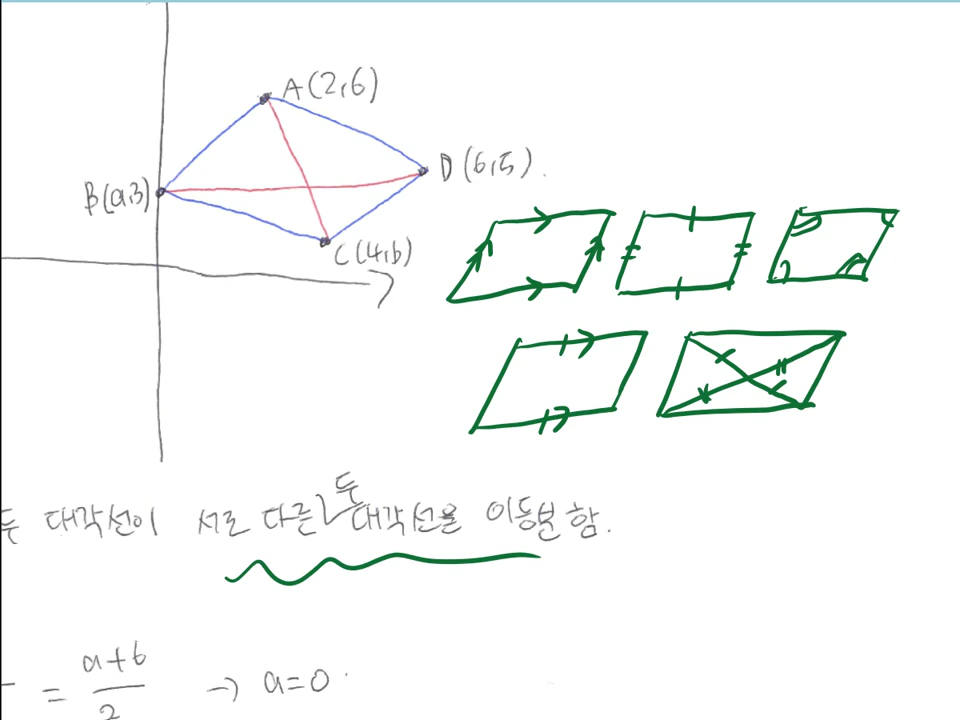 A(2,6)
B(a,3)
D(6,5).
C(4,b)
두 대각선이 서로 다른 두 대각선을 이등분 함.
= \frac{a+6}{2} → a=0.